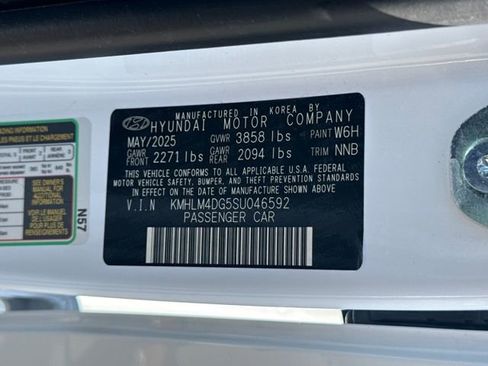 MANUFACTURED IN KOREA BY
HYUNDAI MOTOR COMPANY
MAY/2025 GVWR 3858 lbs PAINT W6H
GAWR FRONT 2271 lbs GAWR REAR 2094 lbs TRIM NNB
THIS VEHICLE CONFORMS TO ALL APPLICABLE U.S.A. FEDERAL
MOTOR VEHICLE SAFETY, BUMPER, AND THEFT PREVENTION STANDARDS
IN EFFECT ON THE DATE OF MANUFACTURE SHOWN ABOVE.
V.I.N KMHLM4DG5SU046592
PASSENGER CAR
N57